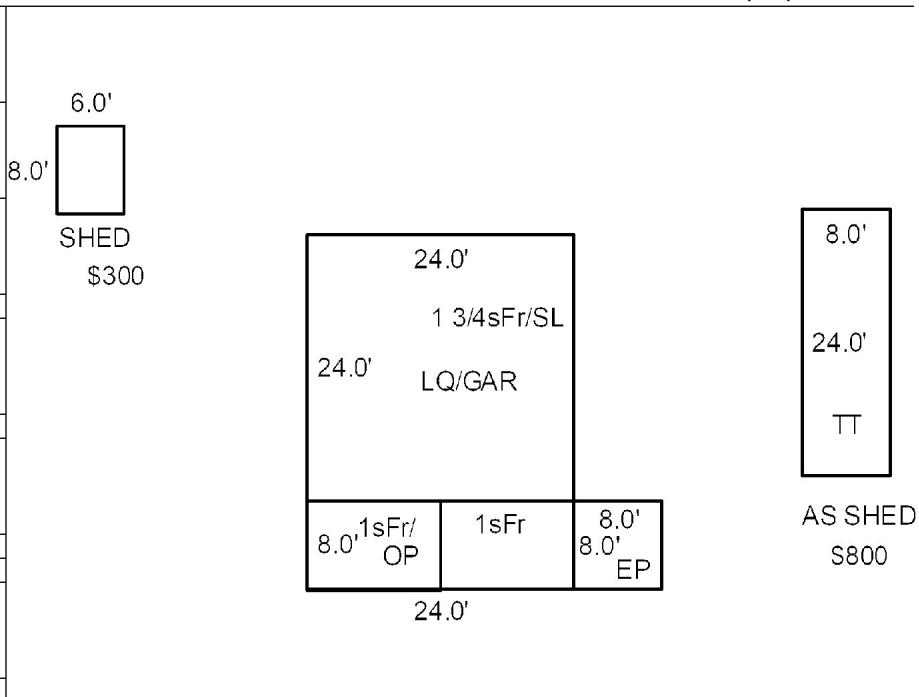 6.0'
8.0'
SHED
$300
24.0'
1 3/4sFr/SL
24.0'
LQ/GAR
8.0'
1sFr/
OP
1sFr
8.0'
8.0'
EP
24.0'
8.0'
24.0'
TT
AS SHED
$800